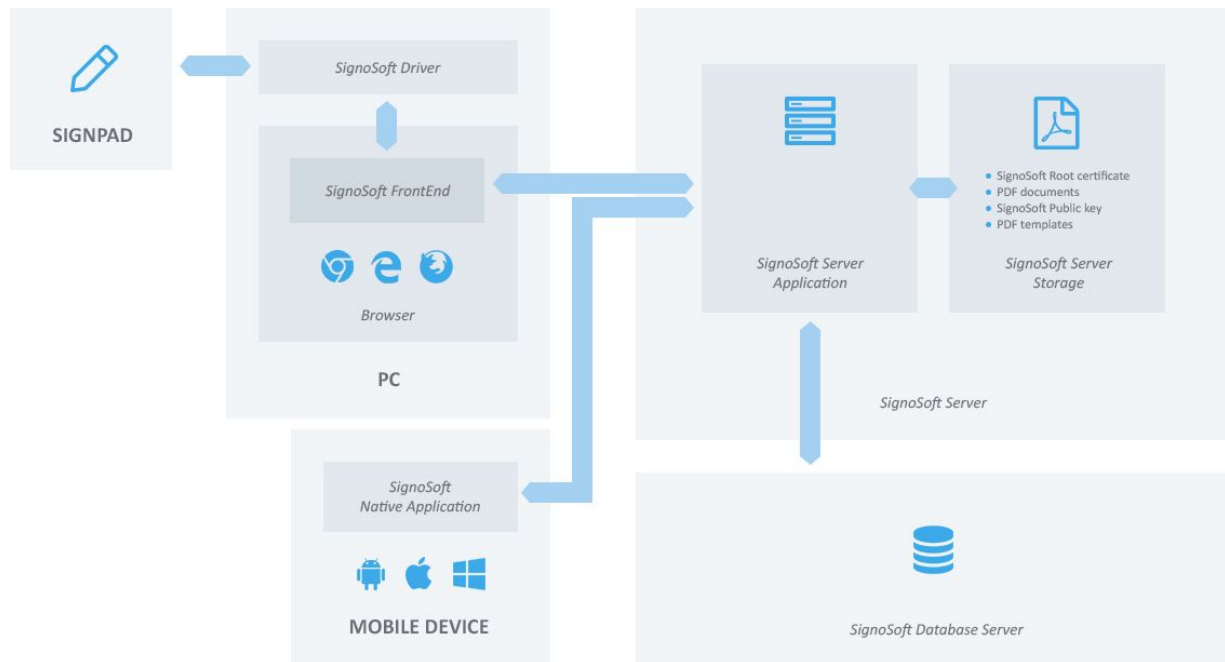 SIGNPAD
SignoSoft Driver
SignoSoft FrontEnd
Browser
PC
SignoSoft
Native Application
MOBILE DEVICE
SignoSoft Server
Application
SignoSoft Root certificate
PDF documents
SignoSoft Public key
PDF templates
SignoSoft Server
Storage
SignoSoft Server
SignoSoft Database Server